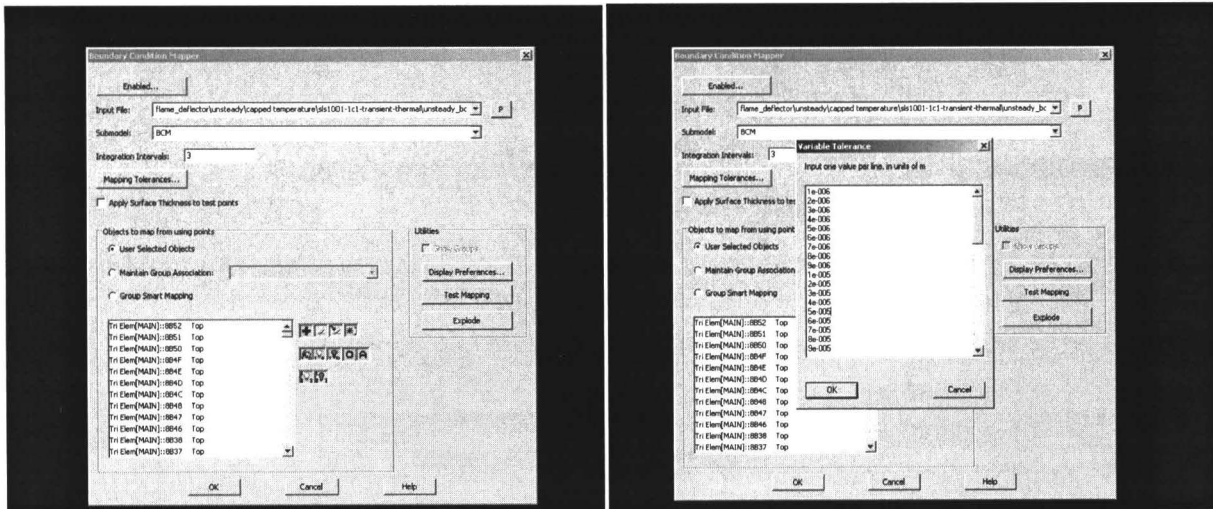 Boundary Condition Mapper
Enabled...
Input File: flame_deflector\unsteady\capped temperature\sls1001-1c1-transient-thermal\unsteady_bc P
Submodel: BCM
Integration Intervals: 3
Mapping Tolerances...
Apply Surface Thickness to test points
Objects to map from using points
User Selected Objects
Maintain Group Association:
Group Smart Mapping
Tri Elem[MAIN]::8B52 Top
Tri Elem[MAIN]::8B51 Top
Tri Elem[MAIN]::8B50 Top
Tri Elem[MAIN]::8B4F Top
Tri Elem[MAIN]::8B4E Top
Tri Elem[MAIN]::8B4D Top
Tri Elem[MAIN]::8B4C Top
Tri Elem[MAIN]::8B48 Top
Tri Elem[MAIN]::8B47 Top
Tri Elem[MAIN]::8B46 Top
Tri Elem[MAIN]::8B38 Top
Tri Elem[MAIN]::8B37 Top
Utilities
Show Groups
Display Preferences...
Test Mapping
Explode
OK Cancel Help
Boundary Condition Mapper
Enabled...
Input File: flame_deflector\unsteady\capped temperature\sls1001-1c1-transient-thermal\unsteady_bc P
Submodel: BCM
Integration Intervals: 3
Mapping Tolerances...
Apply Surface Thickness to tes
Objects to map from using point
User Selected Objects
Maintain Group Association
Group Smart Mapping
Tri Elem[MAIN]::8B52 Top
Tri Elem[MAIN]::8B51 Top
Tri Elem[MAIN]::8B50 Top
Tri Elem[MAIN]::8B4F Top
Tri Elem[MAIN]::8B4E Top
Tri Elem[MAIN]::8B4D Top
Tri Elem[MAIN]::8B4C Top
Tri Elem[MAIN]::8B48 Top
Tri Elem[MAIN]::8B47 Top
Tri Elem[MAIN]::8B46 Top
Tri Elem[MAIN]::8B38 Top
Tri Elem[MAIN]::8B37 Top
Variable Tolerance
Input one value per line, in units of m
1e-006
2e-006
3e-006
4e-006
5e-006
6e-006
7e-006
8e-006
9e-006
1e-005
2e-005
3e-005
4e-005
5e-005
6e-005
7e-005
8e-005
9e-005
OK Cancel
Utilities
Show Groups
Display Preferences...
Test Mapping
Explode
OK Cancel Help